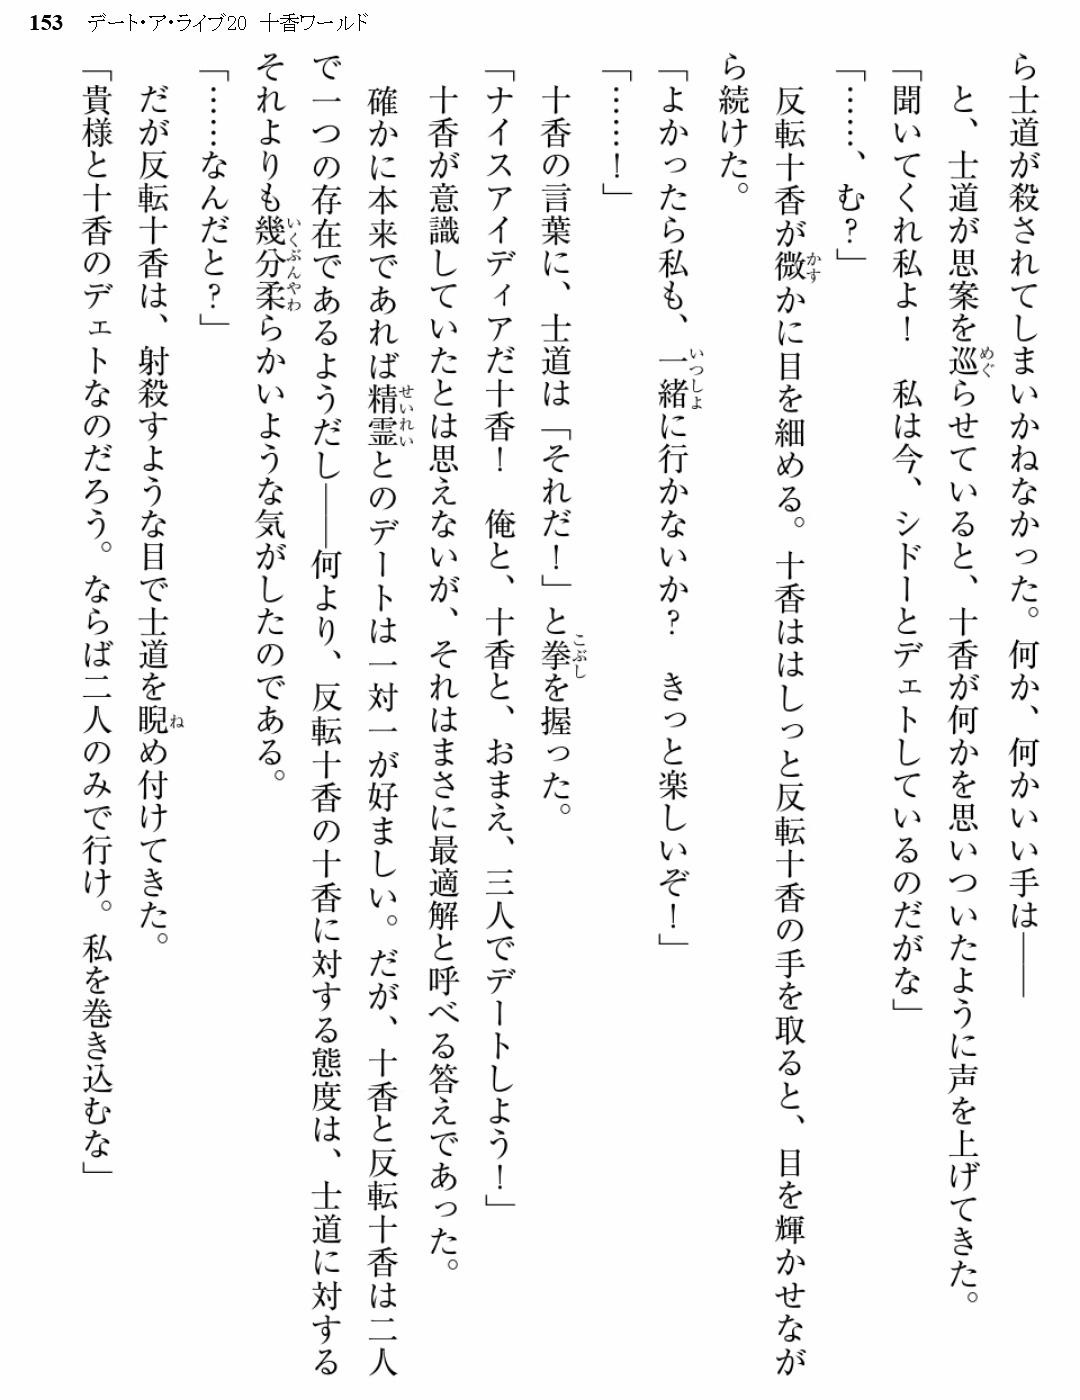 153 デート・ア・ライブ20 十香ワールド
ら士道が殺されてしまいかねなかった。何か、何かいい手は――
と、士道が思案を巡らせていると、十香が何かを思いついたように声を上げてきた。
「聞いてくれ私よ！　私は今、シドーとデェトしているのだがな」
「……、む？」
反転十香が微かに目を細める。十香ははしっと反転十香の手を取ると、目を輝かせなが
ら続けた。
「よかったら私も、一緒に行かないか？　きっと楽しいぞ！」
「……！」
十香の言葉に、士道は「それだ！」と拳を握った。
「ナイスアイディアだ十香！　俺と、十香と、おまえ、三人でデートしよう！」
十香が意識していたとは思えないが、それはまさに最適解と呼べる答えであった。
確かに本来であれば精霊とのデートは一対一が好ましい。だが、十香と反転十香は二人
で一つの存在であるようだし――何より、反転十香の十香に対する態度は、士道に対する
それよりも幾分柔らかいような気がしたのである。
「……なんだと？」
だが反転十香は、射殺すような目で士道を睨め付けてきた。
「貴様と十香のデェトなのだろう。ならば二人のみで行け。私を巻き込むな」